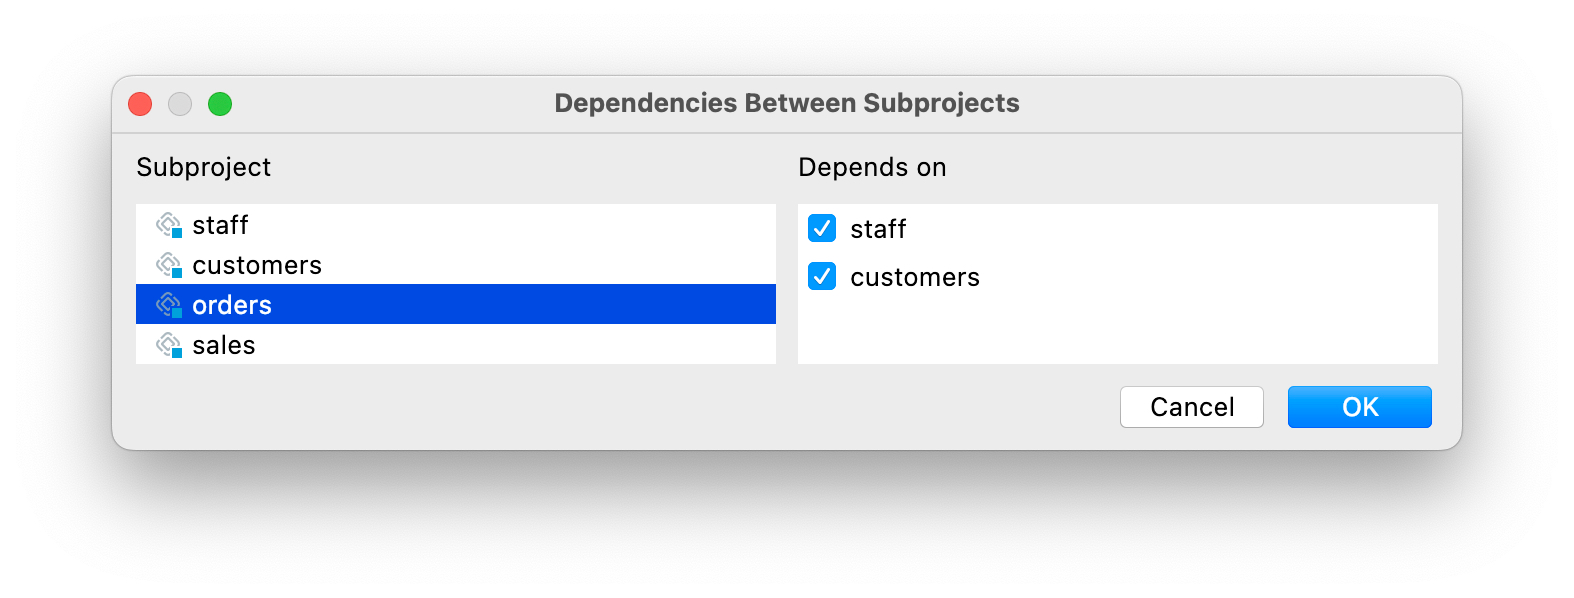 Dependencies Between Subprojects
Subproject
staff
customers
orders
sales
Depends on
staff
customers
Cancel
OK